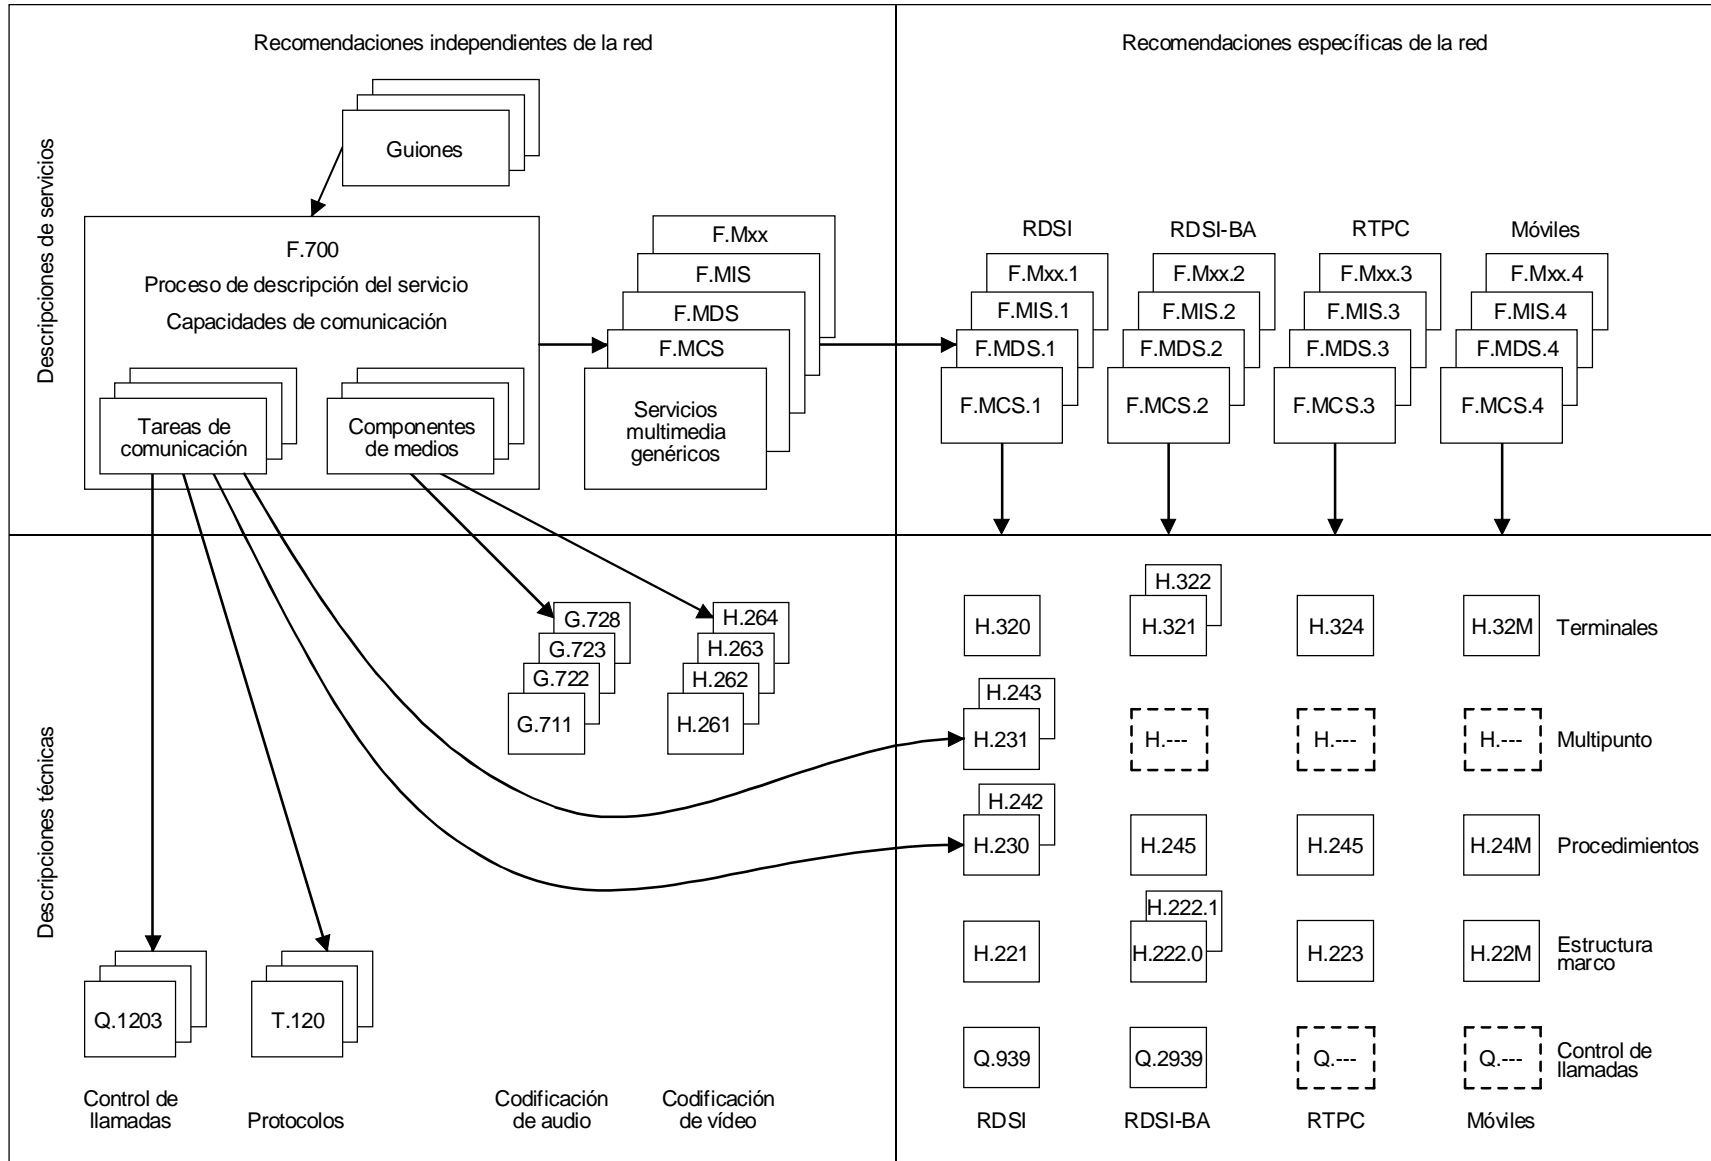 Recomendaciones independientes de la red
Recomendaciones específicas de la red
Descripciones de servicios
Guiones
F.700
Proceso de descripción del servicio
Capacidades de comunicación
Tareas de
comunicación
Componentes
de medios
F.Mxx
F.MIS
F.MDS
F.MCS
Servicios
multimedia
genéricos
RDSI
RDSI-BA
RTPC
Móviles
F.Mxx.1
F.Mxx.2
F.Mxx.3
F.Mxx.4
F.MIS.1
F.MIS.2
F.MIS.3
F.MIS.4
F.MDS.1
F.MDS.2
F.MDS.3
F.MDS.4
F.MCS.1
F.MCS.2
F.MCS.3
F.MCS.4
Descripciones técnicas
G.728
G.723
G.722
G.711
H.264
H.263
H.262
H.261
Q.1203
T.120
Control de
llamadas
Protocolos
Codificación
de audio
Codificación
de vídeo
H.320
H.322
H.321
H.324
H.32M
Terminales
H.243
H.231
H.---
H.---
H.---
Multipunto
H.242
H.230
H.245
H.245
H.24M
Procedimientos
H.221
H.222.1
H.222.0
H.223
H.22M
Estructura
marco
Q.939
Q.2939
Q.---
Q.---
Control de
llamadas
RDSI
RDSI-BA
RTPC
Móviles